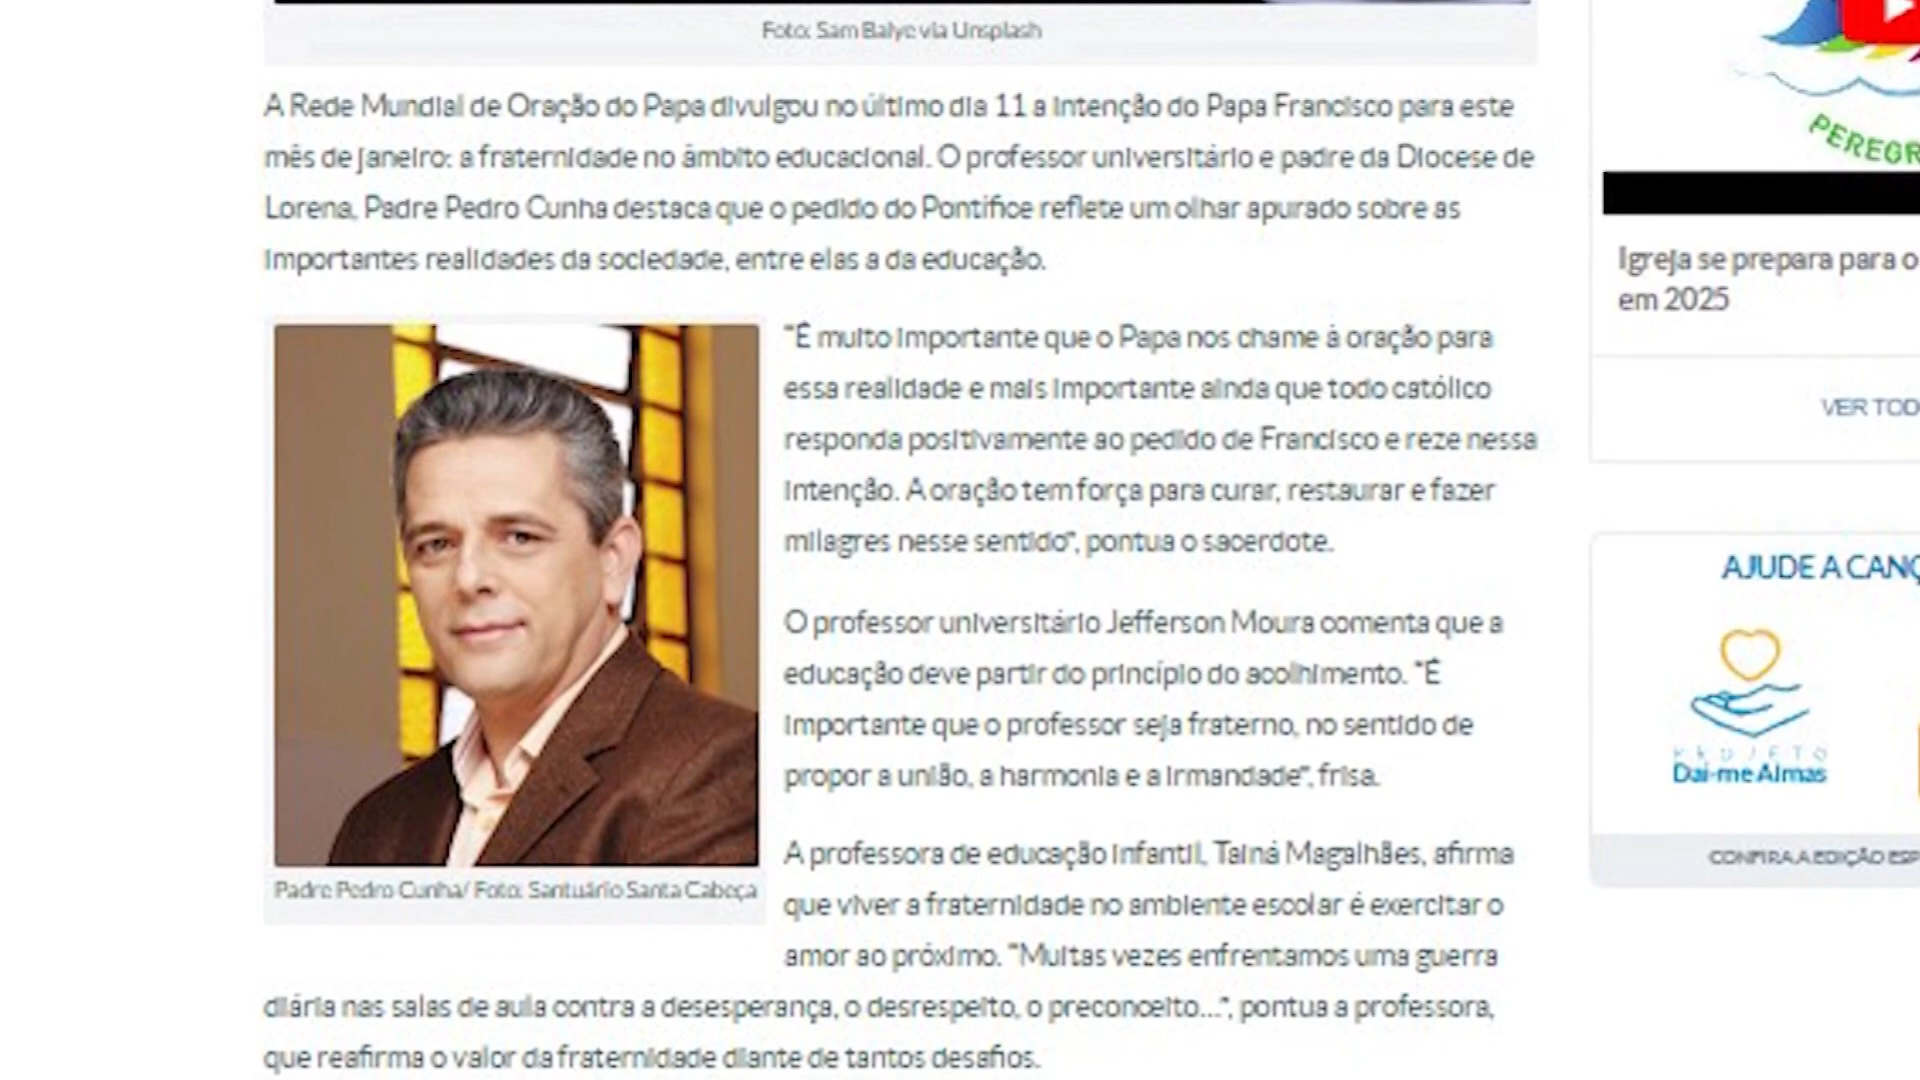 Foto: Sam Balye via Unsplash
A Rede Mundial de Oração do Papa divulgou no último dia 11 a intenção do Papa Francisco para este
mês de janeiro: a fraternidade no âmbito educacional. O professor universitário e padre da Diocese de
Lorena, Padre Pedro Cunha destaca que o pedido do Pontífice reflete um olhar apurado sobre as
importantes realidades da sociedade, entre elas a da educação.
"É muito importante que o Papa nos chame à oração para
essa realidade e mais importante ainda que todo católico
responda positivamente ao pedido de Francisco e reze nessa
intenção. A oração tem força para curar, restaurar e fazer
milagres nesse sentido", pontua o sacerdote.
Padre Pedro Cunha/ Foto: Santuário Santa Cabeça
O professor universitário Jefferson Moura comenta que a
educação deve partir do princípio do acolhimento. "É
importante que o professor seja fraterno, no sentido de
propor a união, a harmonia e a irmandade", frisa.
A professora de educação infantil, Tainá Magalhães, afirma
que viver a fraternidade no ambiente escolar é exercitar o
amor ao próximo. "Muitas vezes enfrentamos uma guerra
diária nas salas de aula contra a desesperança, o desrespeito, o preconceito...", pontua a professora,
que reafirma o valor da fraternidade diante de tantos desafios.
PEREGR
Igreja se prepara para o
em 2025
VER TOD
AJUDE A CANÇ
PROJETO
Dai-me Almas
CONFIRA A EDIÇÃO ESP